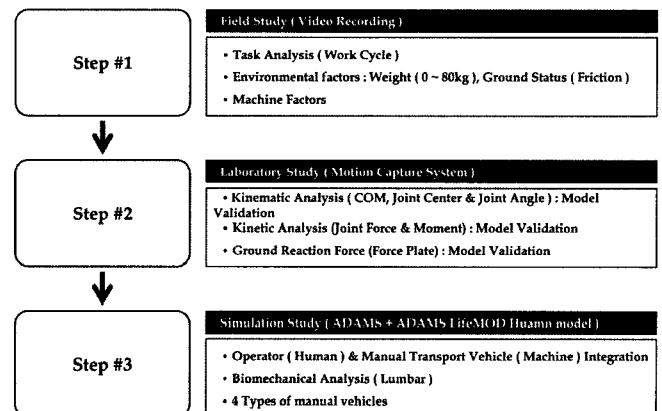 Field Study ( Video Recording )
Step #1
• Task Analysis ( Work Cycle )
• Environmental factors : Weight ( 0 ~ 80kg ), Ground Status ( Friction )
• Machine Factors
Laboratory Study ( Motion Capture System )
Step #2
• Kinematic Analysis ( COM, Joint Center & Joint Angle ) : Model
Validation
• Kinetic Analysis (Joint Force & Moment) : Model Validation
• Ground Reaction Force (Force Plate) : Model Validation
Simulation Study ( ADAMS + ADAMS LifeMOD Huamn model )
Step #3
• Operator ( Human ) & Manual Transport Vehicle ( Machine ) Integration
• Biomechanical Analysis ( Lumbar )
• 4 Types of manual vehicles